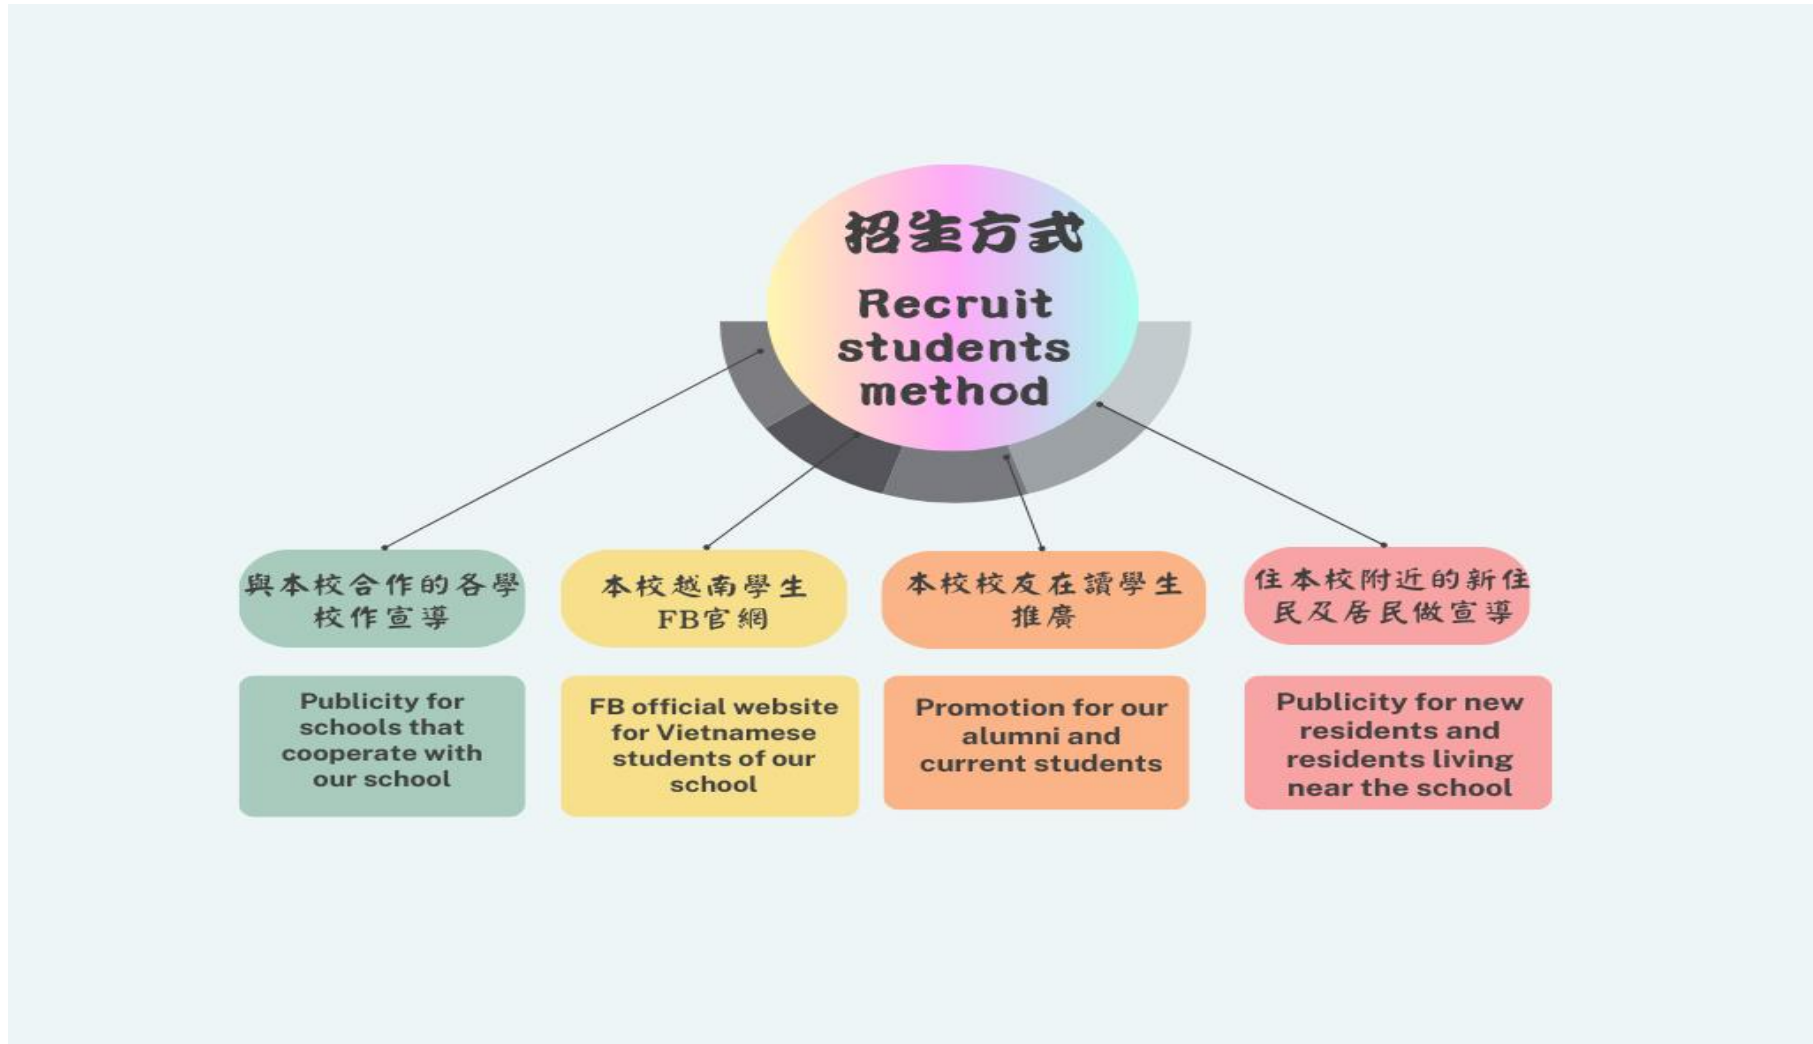 招生方式
Recruit
students
method
與本校合作的各學
校作宣導
本校越南學生
FB官網
本校校友在讀學生
推廣
住本校附近的新住
民及居民做宣導
Publicity for
schools that
cooperate with
our school
FB official website
for Vietnamese
students of our
school
Promotion for our
alumni and
current students
Publicity for new
residents and
residents living
near the school